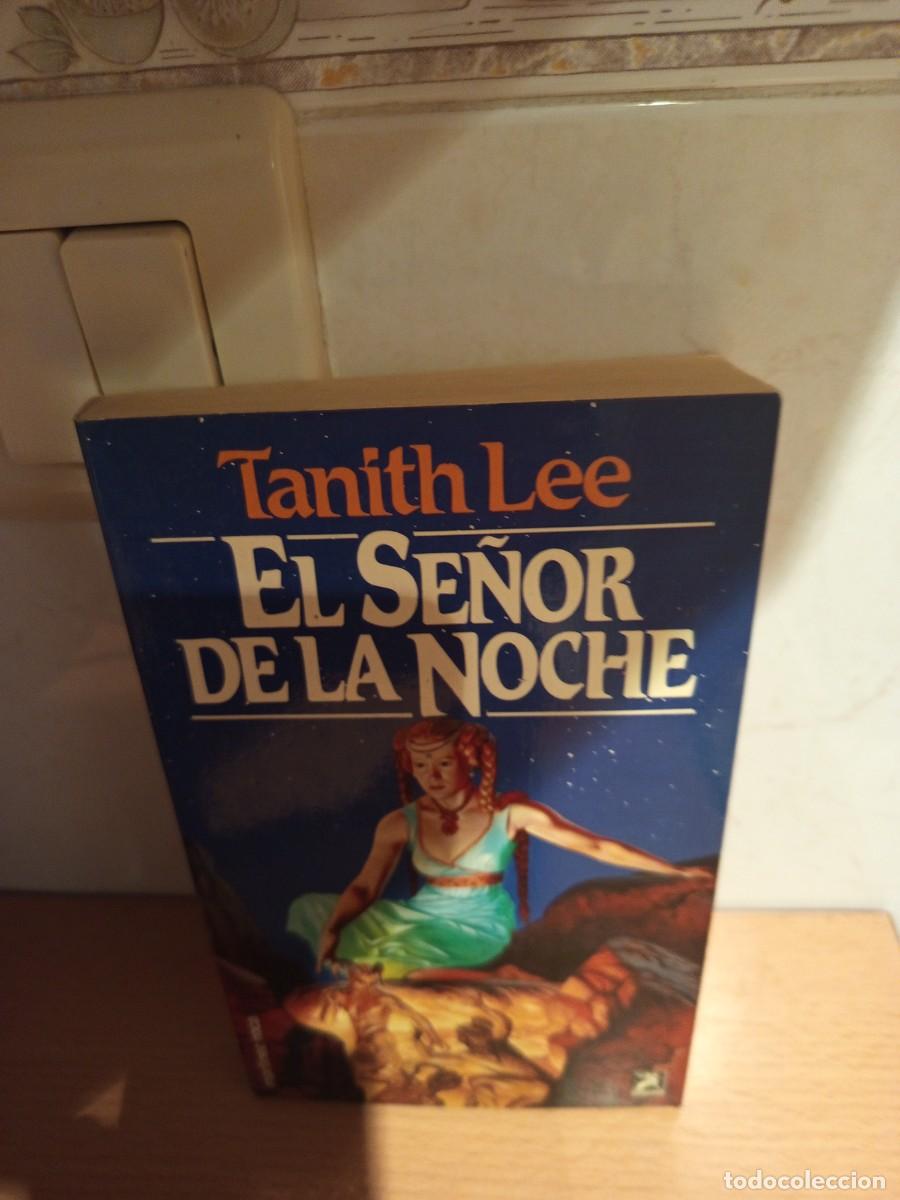 Tanith Lee
EL SEÑOR
DE LA NOCHE
todocoleccion